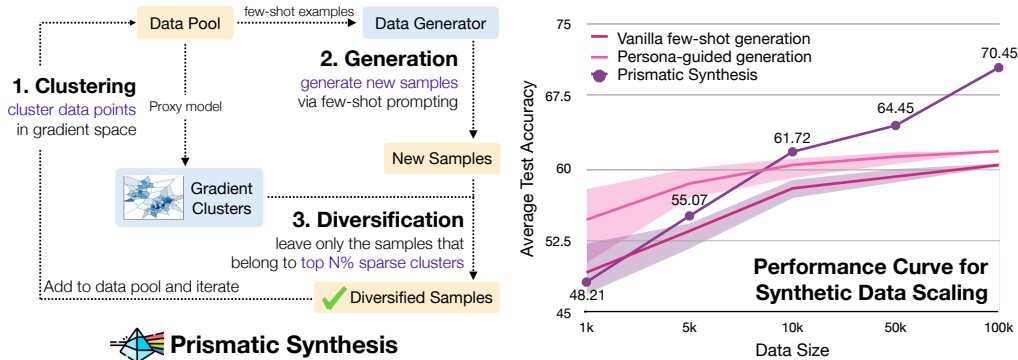 Data Pool
few-shot examples
Data Generator
1. Clustering
cluster data points
in gradient space
Proxy model
2. Generation
generate new samples
via few-shot prompting
New Samples
Gradient
Clusters
3. Diversification
leave only the samples that
belong to top N% sparse clusters
Add to data pool and iterate
Diversified Samples
Prismatic Synthesis
Average Test Accuracy
75
67.5
60
52.5
45
Vanilla few-shot generation
Persona-guided generation
Prismatic Synthesis
48.21
55.07
61.72
64.45
70.45
Performance Curve for
Synthetic Data Scaling
1k
5k
10k
50k
100k
Data Size